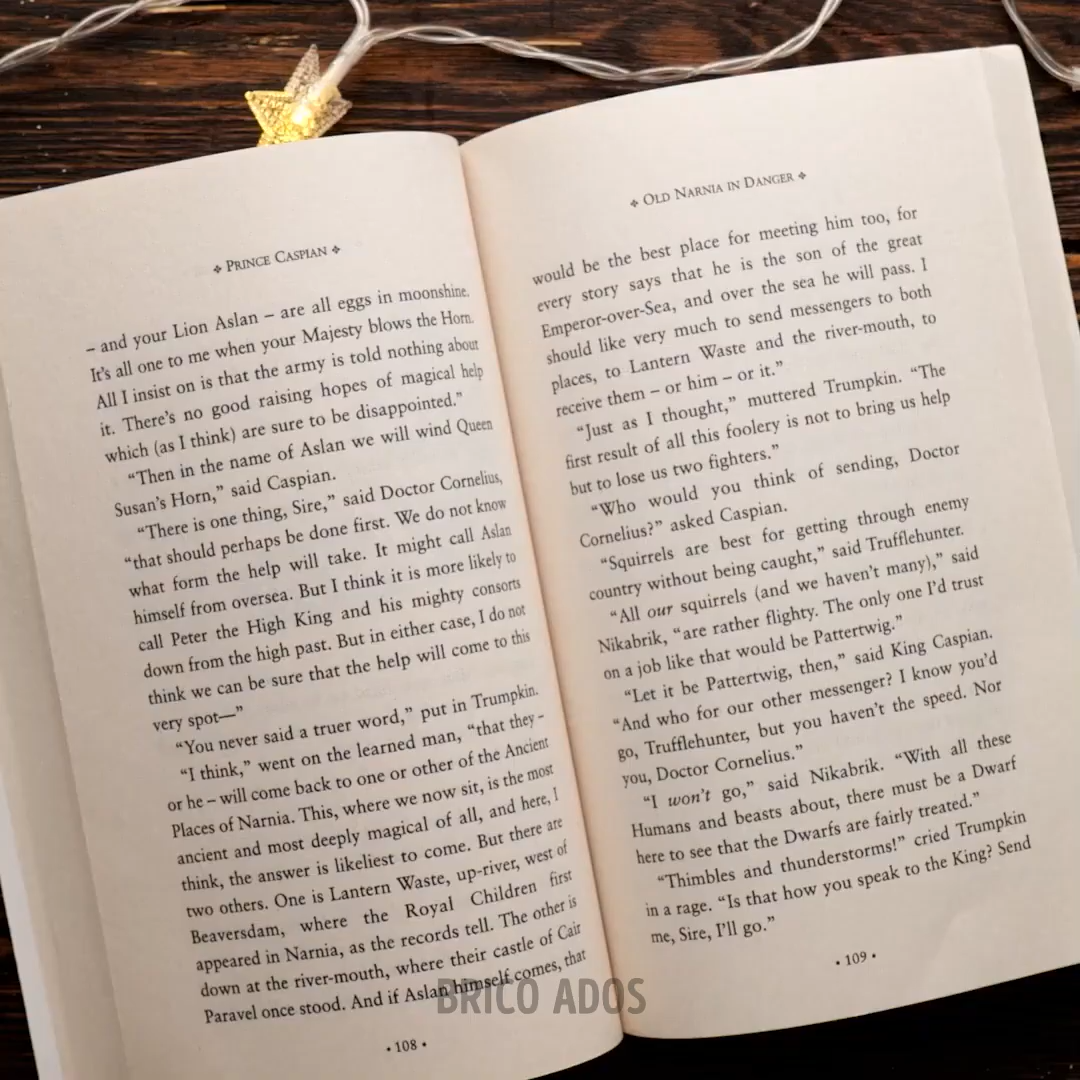 ❖ PRINCE CASPIAN ❖
– and your Lion Aslan – are all eggs in moonshine.
It's all one to me when your Majesty blows the Horn.
All I insist on is that the army is told nothing about
it. There's no good raising hopes of magical help
which (as I think) are sure to be disappointed.”
“Then in the name of Aslan we will wind Queen
Susan's Horn,” said Caspian.
“There is one thing, Sire,” said Doctor Cornelius,
“that should perhaps be done first. We do not know
what form the help will take. It might call Aslan
himself from oversea. But I think it is more likely to
call Peter the High King and his mighty consorts
down from the high past. But in either case, I do not
think we can be sure that the help will come to this
very spot—”
“You never said a truer word,” put in Trumpkin.
“I think,” went on the learned man, “that they –
or he – will come back to one or other of the Ancient
Places of Narnia. This, where we now sit, is the most
ancient and most deeply magical of all, and here, I
think, the answer is likeliest to come. But there are
two others. One is Lantern Waste, up-river, west of
Beaversdam, where the Royal Children first
appeared in Narnia, as the records tell. The other is
down at the river-mouth, where their castle of Cair
Paravel once stood. And if Aslan himself comes, that
• 108 •
❖ OLD NARNIA IN DANGER ❖
would be the best place for meeting him too, for
every story says that he is the son of the great
Emperor-over-Sea, and over the sea he will pass. I
should like very much to send messengers to both
places, to Lantern Waste and the river-mouth, to
receive them – or him – or it.”
“Just as I thought,” muttered Trumpkin. “The
first result of all this foolery is not to bring us help
but to lose us two fighters.”
“Who would you think of sending, Doctor
Cornelius?” asked Caspian.
“Squirrels are best for getting through enemy
country without being caught,” said Trufflehunter.
“All our squirrels (and we haven't many),” said
Nikabrik, “are rather flighty. The only one I'd trust
on a job like that would be Pattertwig.”
“Let it be Pattertwig, then,” said King Caspian.
“And who for our other messenger? I know you'd
go, Trufflehunter, but you haven't the speed. Nor
you, Doctor Cornelius.”
“I won't go,” said Nikabrik. “With all these
Humans and beasts about, there must be a Dwarf
here to see that the Dwarfs are fairly treated.”
“Thimbles and thunderstorms!” cried Trumpkin
in a rage. “Is that how you speak to the King? Send
me, Sire, I'll go.”
• 109 •
BRICO ADOS